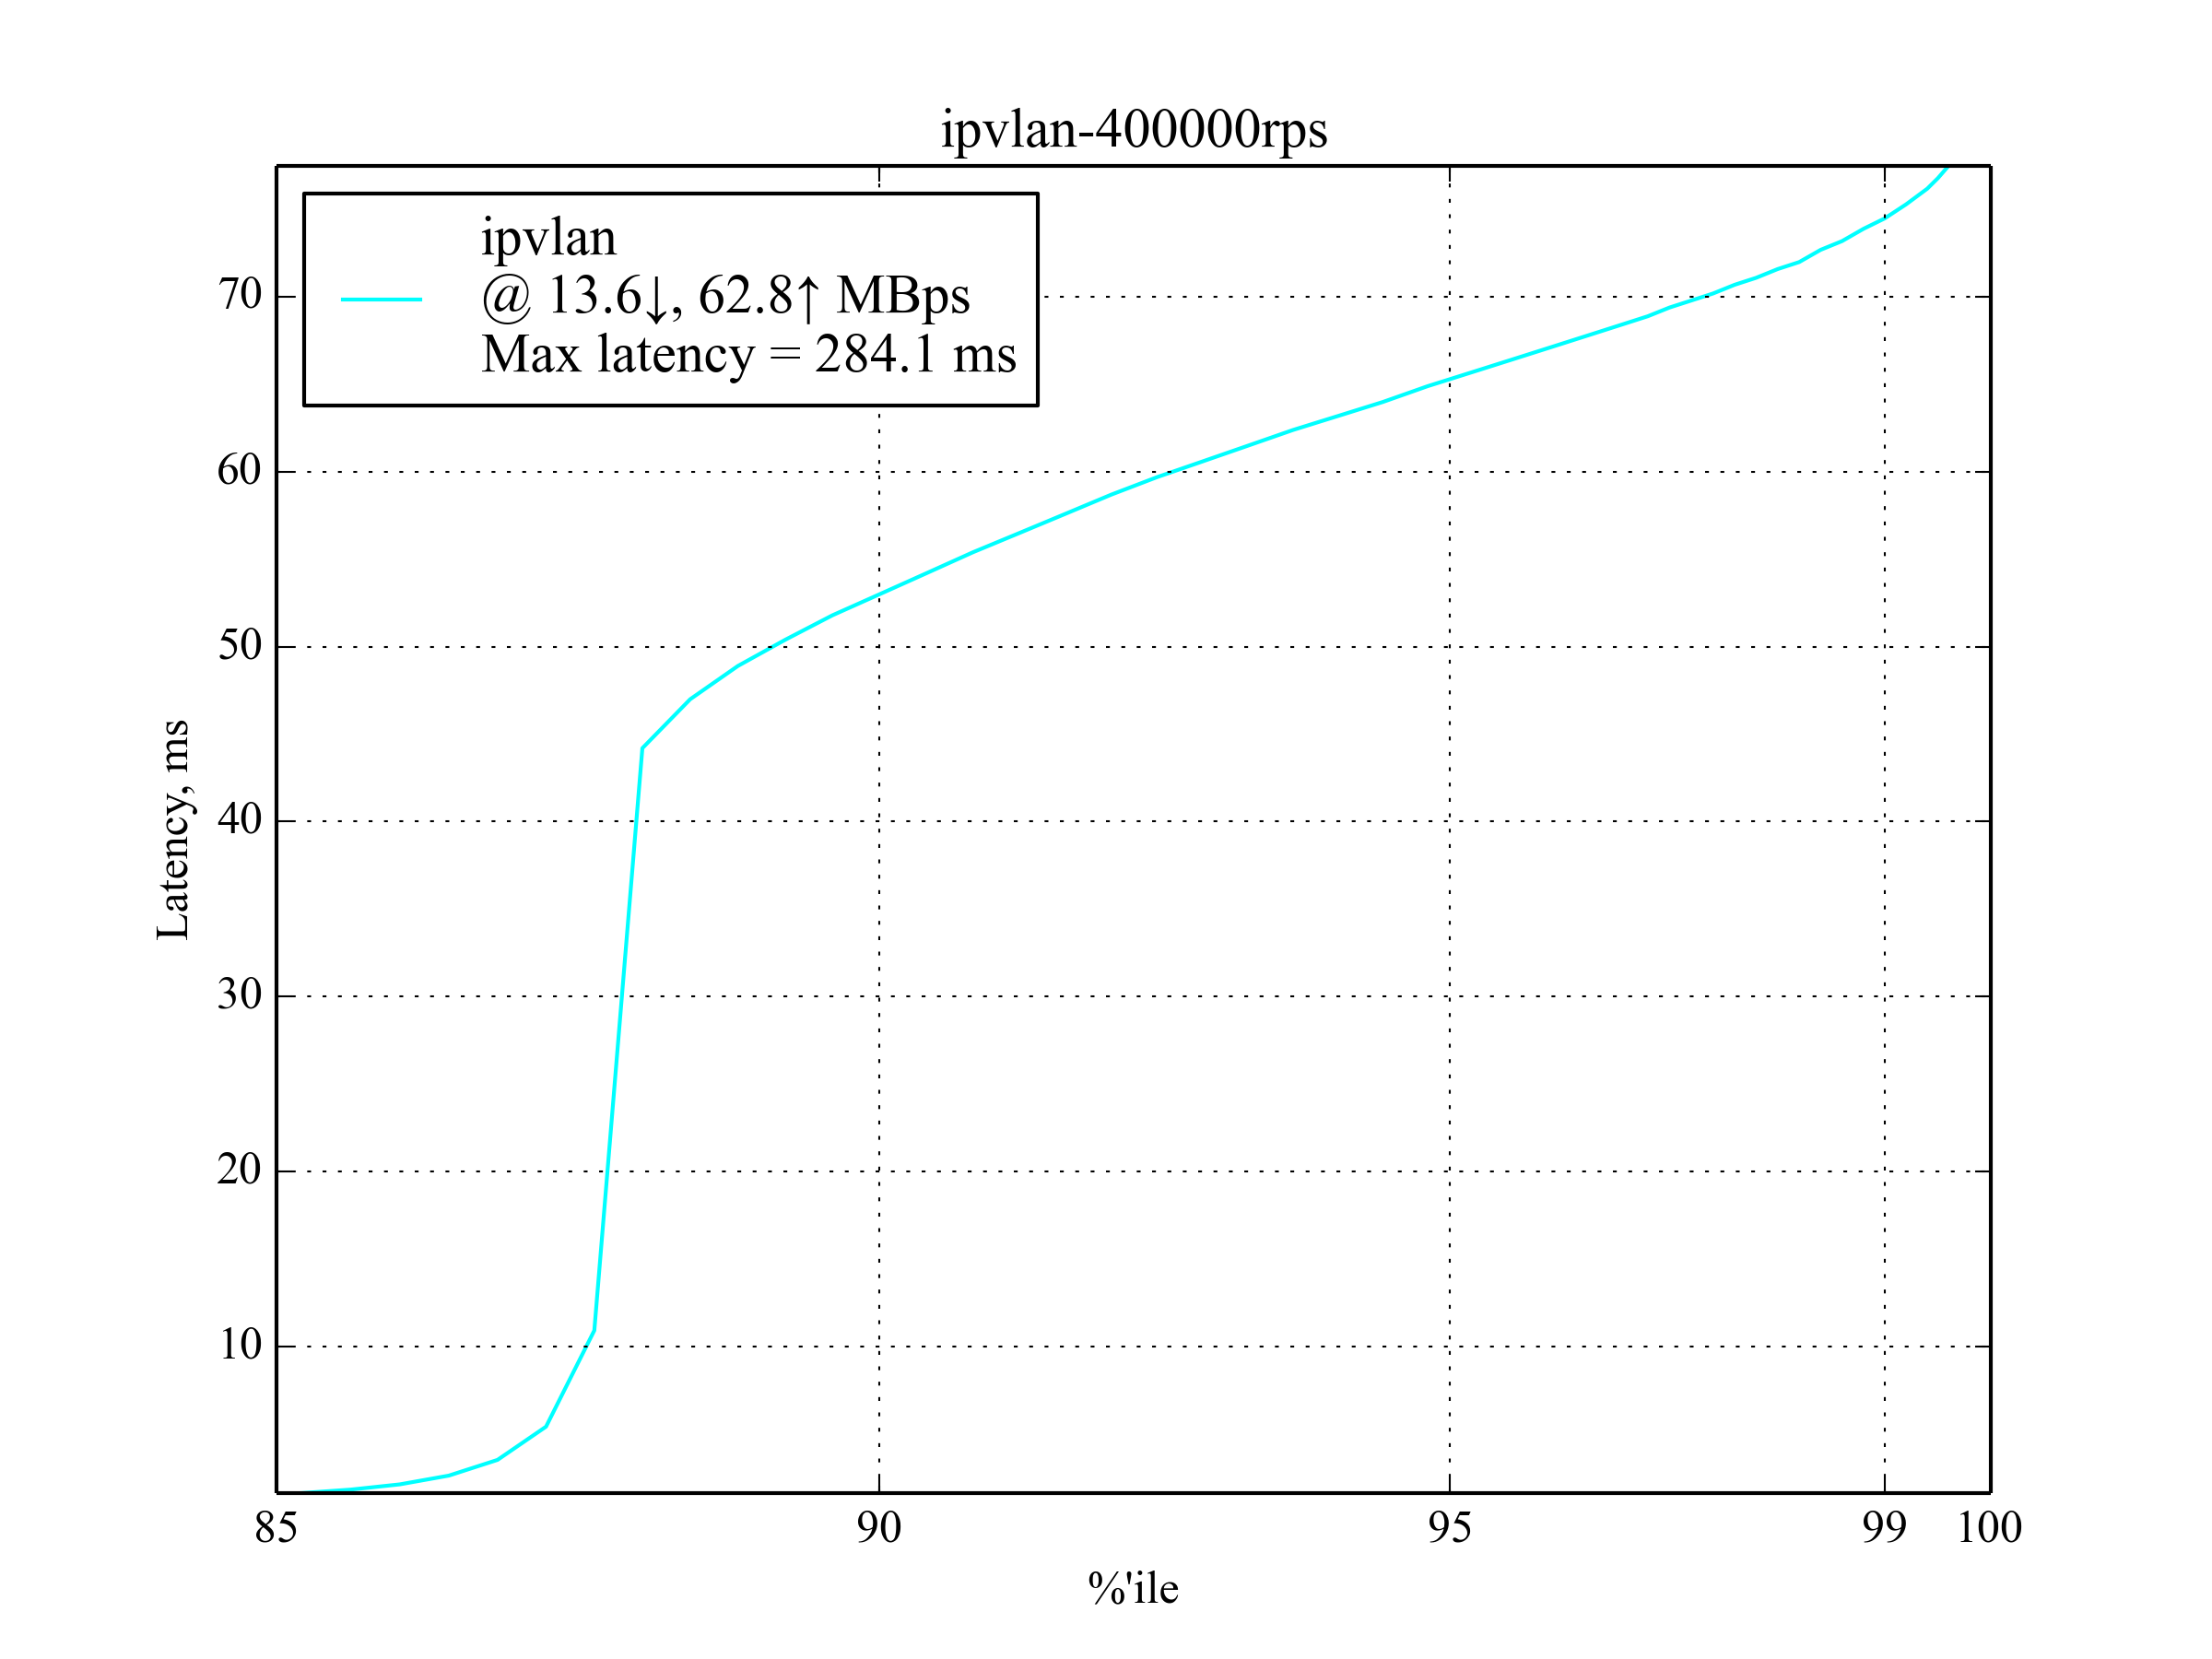 ipvlan-400000rps
ipvlan
@ 13.6↓, 62.8↑ MBps
Max latency = 284.1 ms
70
60
50
40
30
20
10
Latency, ms
85 90 95 99 100
%'ile